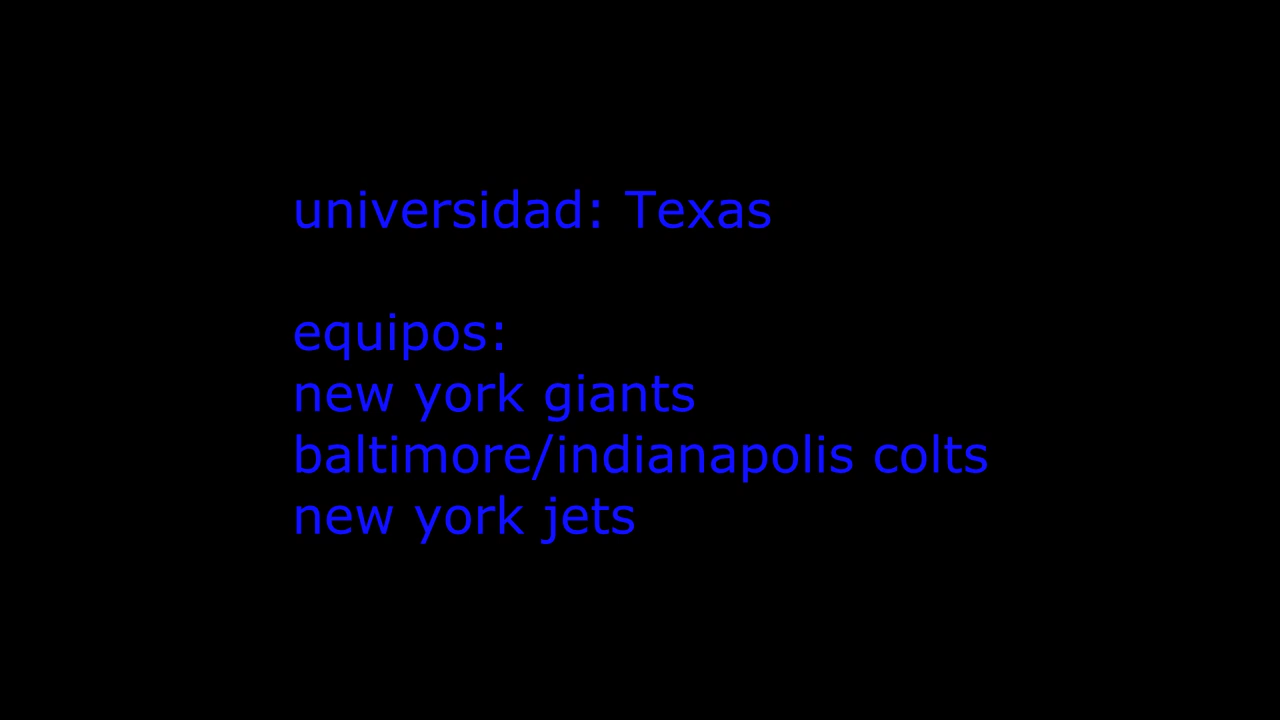 universidad: Texas
equipos:
new york giants
baltimore/indianapolis colts
new york jets